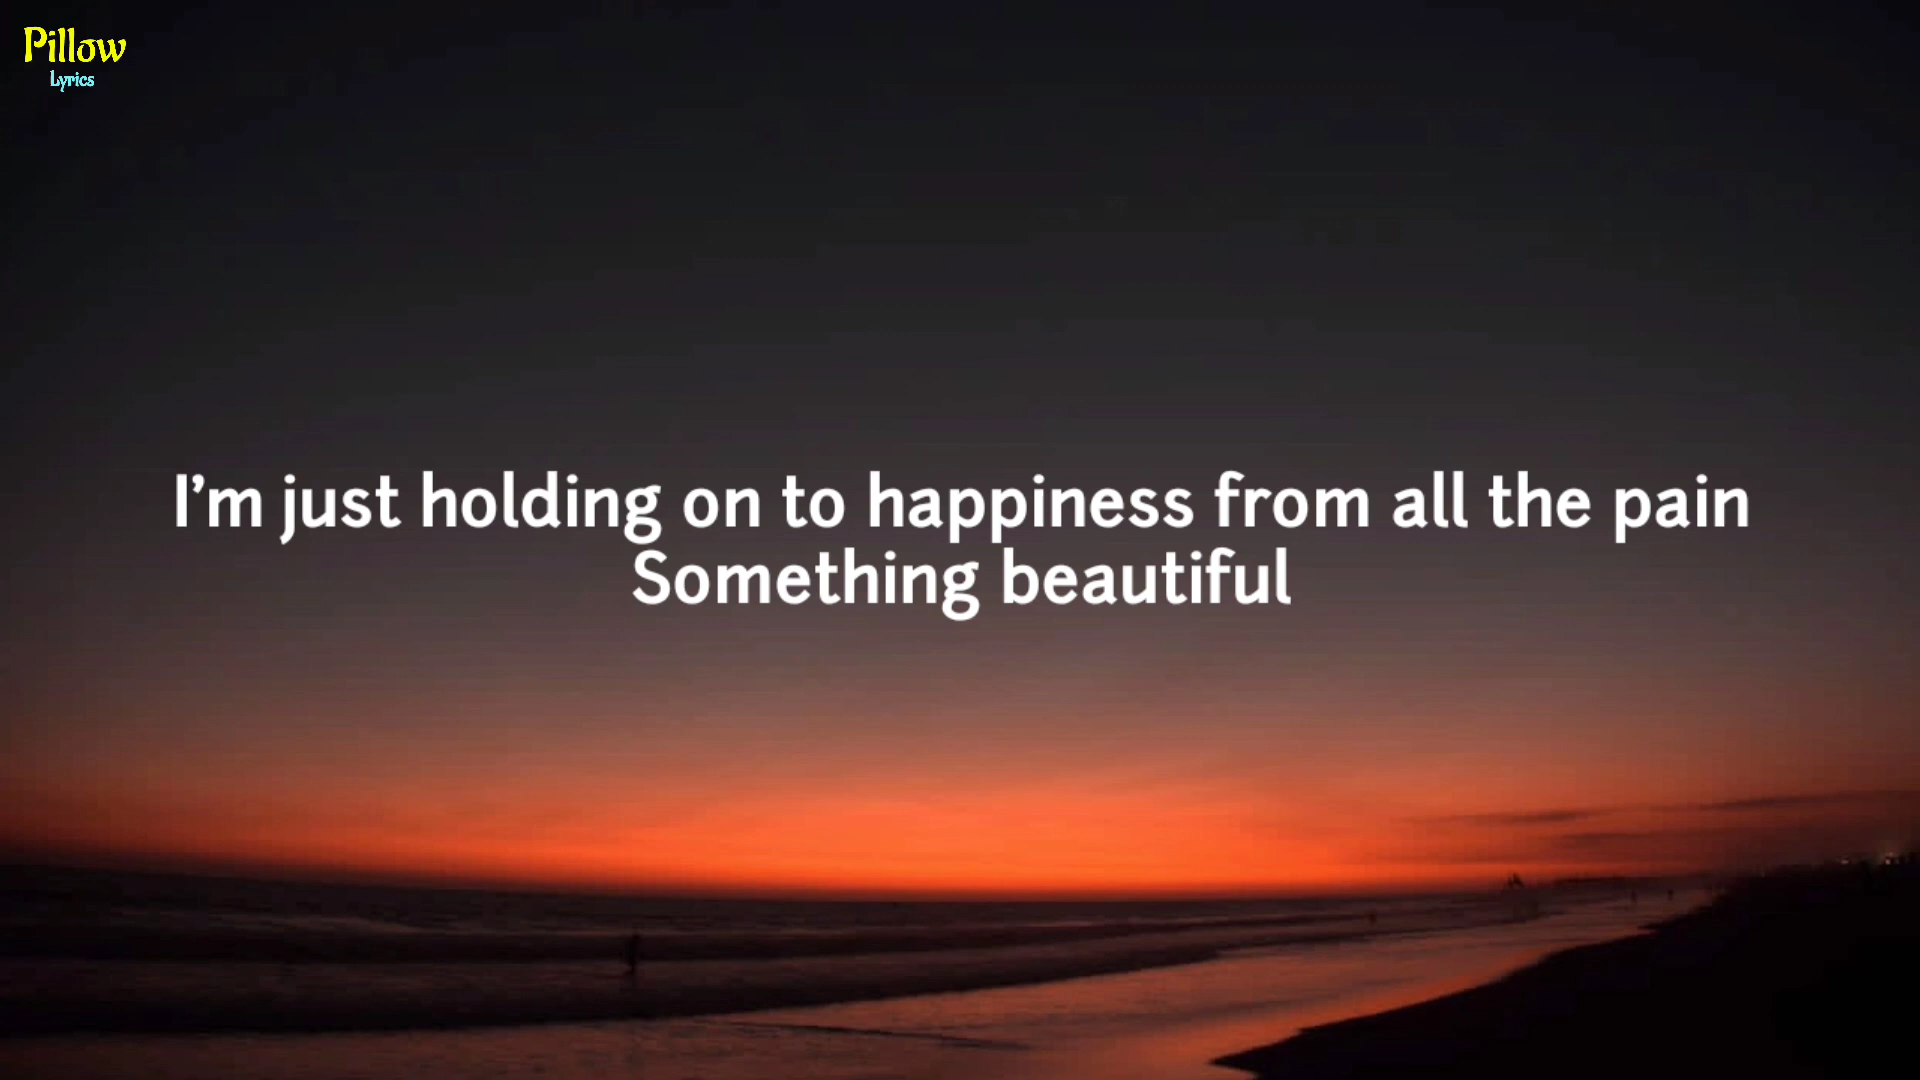 Pillow
Lyrics
I'm just holding on to happiness from all the pain
Something beautiful